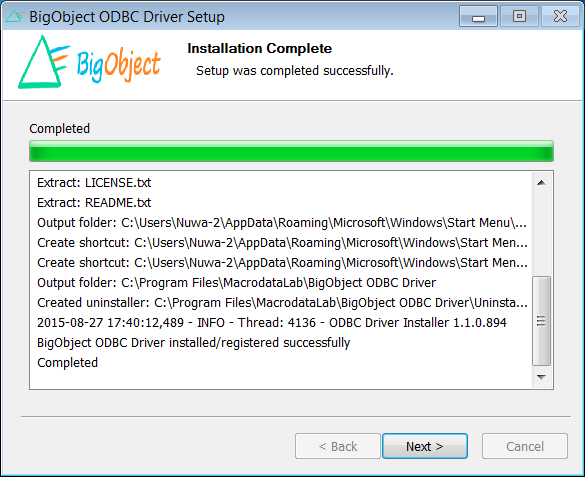 BigObject ODBC Driver Setup
BigObject
Installation Complete
Setup was completed successfully.
Completed
Extract: LICENSE.txt
Extract: README.txt
Output folder: C:\Users\Nuwa-2\AppData\Roaming\Microsoft\Windows\Start Menu\...
Create shortcut: C:\Users\Nuwa-2\AppData\Roaming\Microsoft\Windows\Start Men...
Create shortcut: C:\Users\Nuwa-2\AppData\Roaming\Microsoft\Windows\Start Men...
Output folder: C:\Program Files\MacrodataLab\BigObject ODBC Driver
Created uninstaller: C:\Program Files\MacrodataLab\BigObject ODBC Driver\Uninsta...
2015-08-27 17:40:12,489 - INFO - Thread: 4136 - ODBC Driver Installer 1.1.0.894
BigObject ODBC Driver installed/registered successfully
Completed
< Back
Next >
Cancel